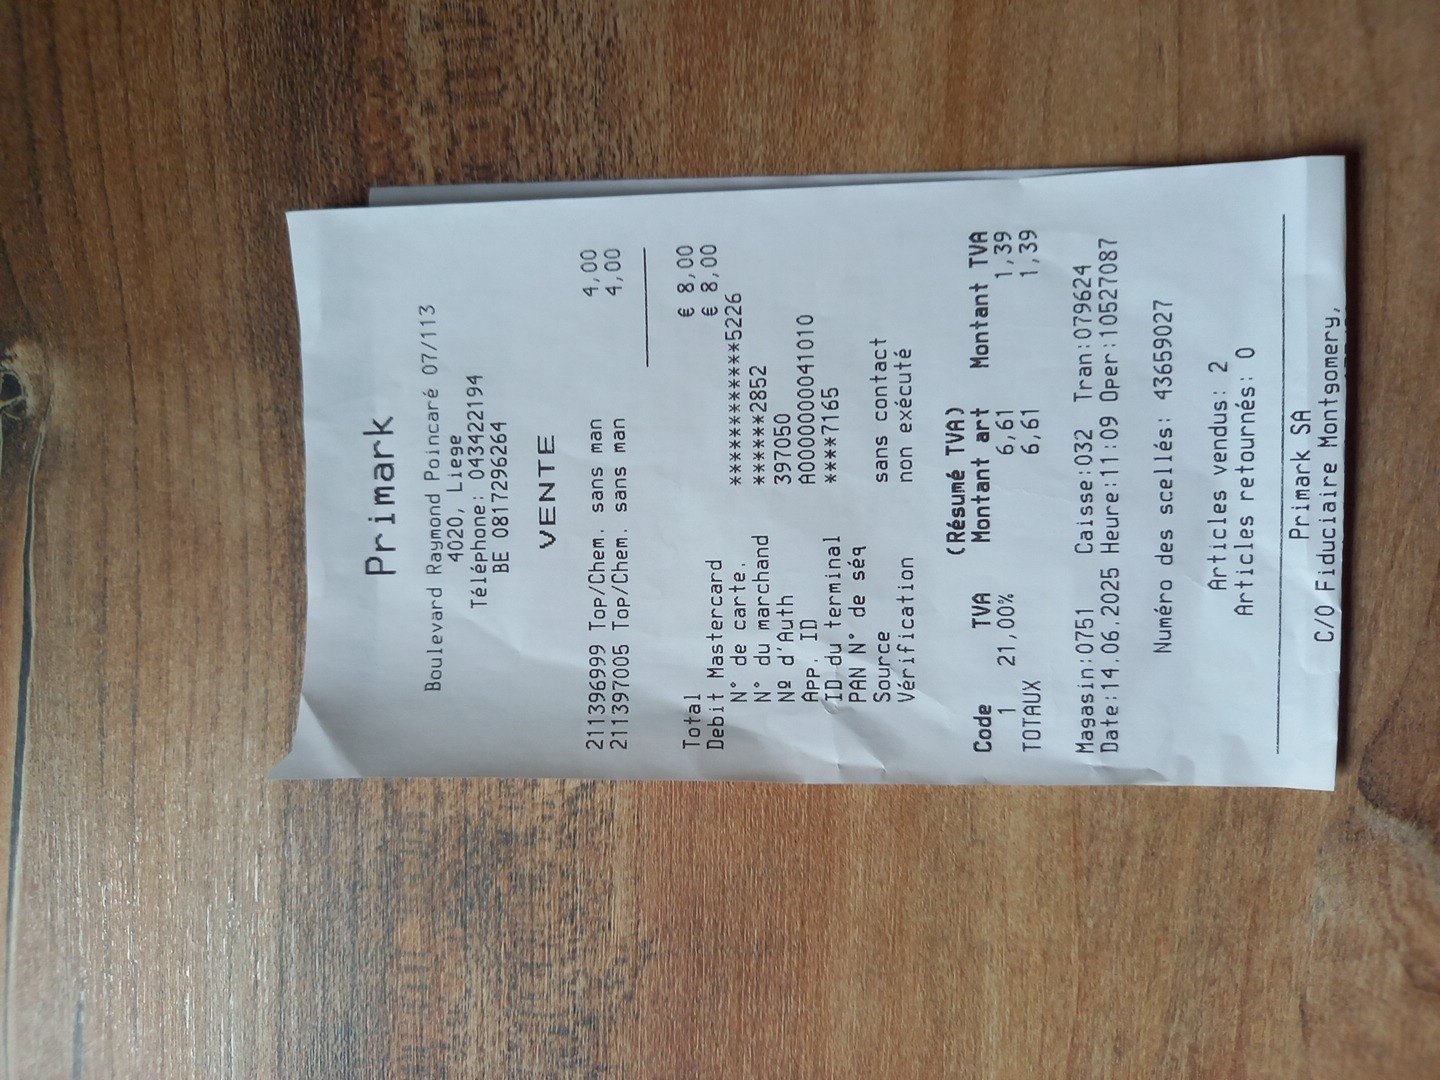 Primark
Boulevard Raymond Poincaré 07/113
4020, Liege
Téléphone: 043422194
BE 0817296264
VENTE
211396999 Top/Chem. sans man 4,00
211397005 Top/Chem. sans man 4,00
Total € 8,00
Debit Mastercard € 8,00
N° de carte. ************5226
N° du marchand ******2852
Nº d'Auth 397050
APP. ID A0000000041010
ID du terminal ****7165
PAN N° de séq
Source sans contact
Vérification non exécuté
(Résumé TVA)
Code TVA Montant art Montant TVA
1 21,00% 6,61 1,39
TOTAUX 6,61 1,39
Magasin:0751 Caisse:032 Tran:079624
Date:14.06.2025 Heure:11:09 Oper:10527087
Numéro des scellés: 43659027
Articles vendus: 2
Articles retournés: 0
Primark SA
C/O Fiduciaire Montgomery,